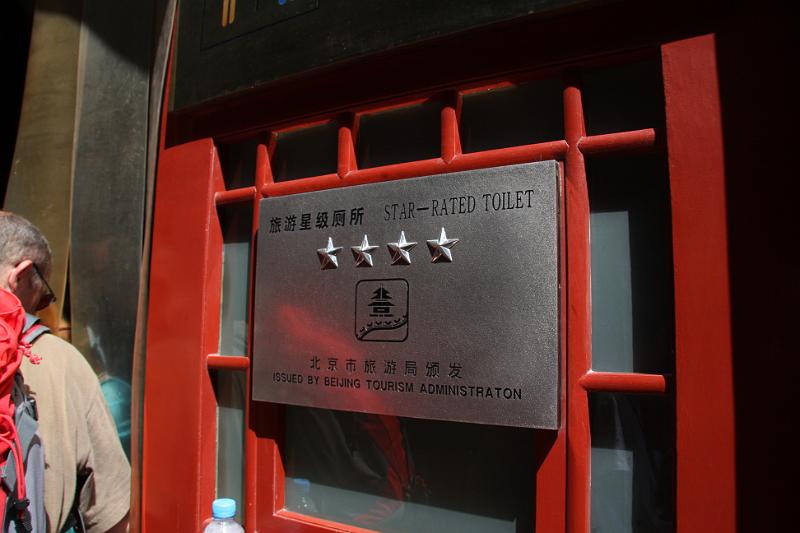 旅游星级厕所 STAR—RATED TOILET
北京市旅游局颁发
ISSUED BY BEIJING TOURISM ADMINISTRATON